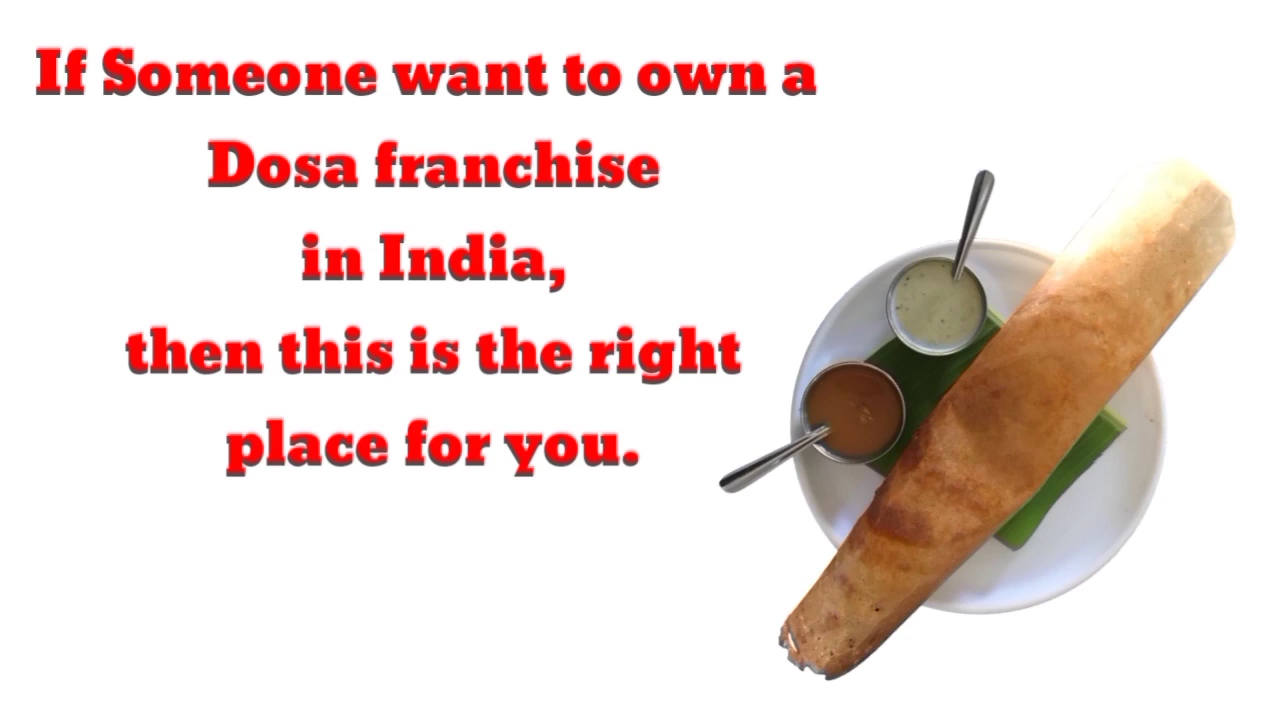 If Someone want to own a
Dosa franchise
in India,
then this is the right
place for you.